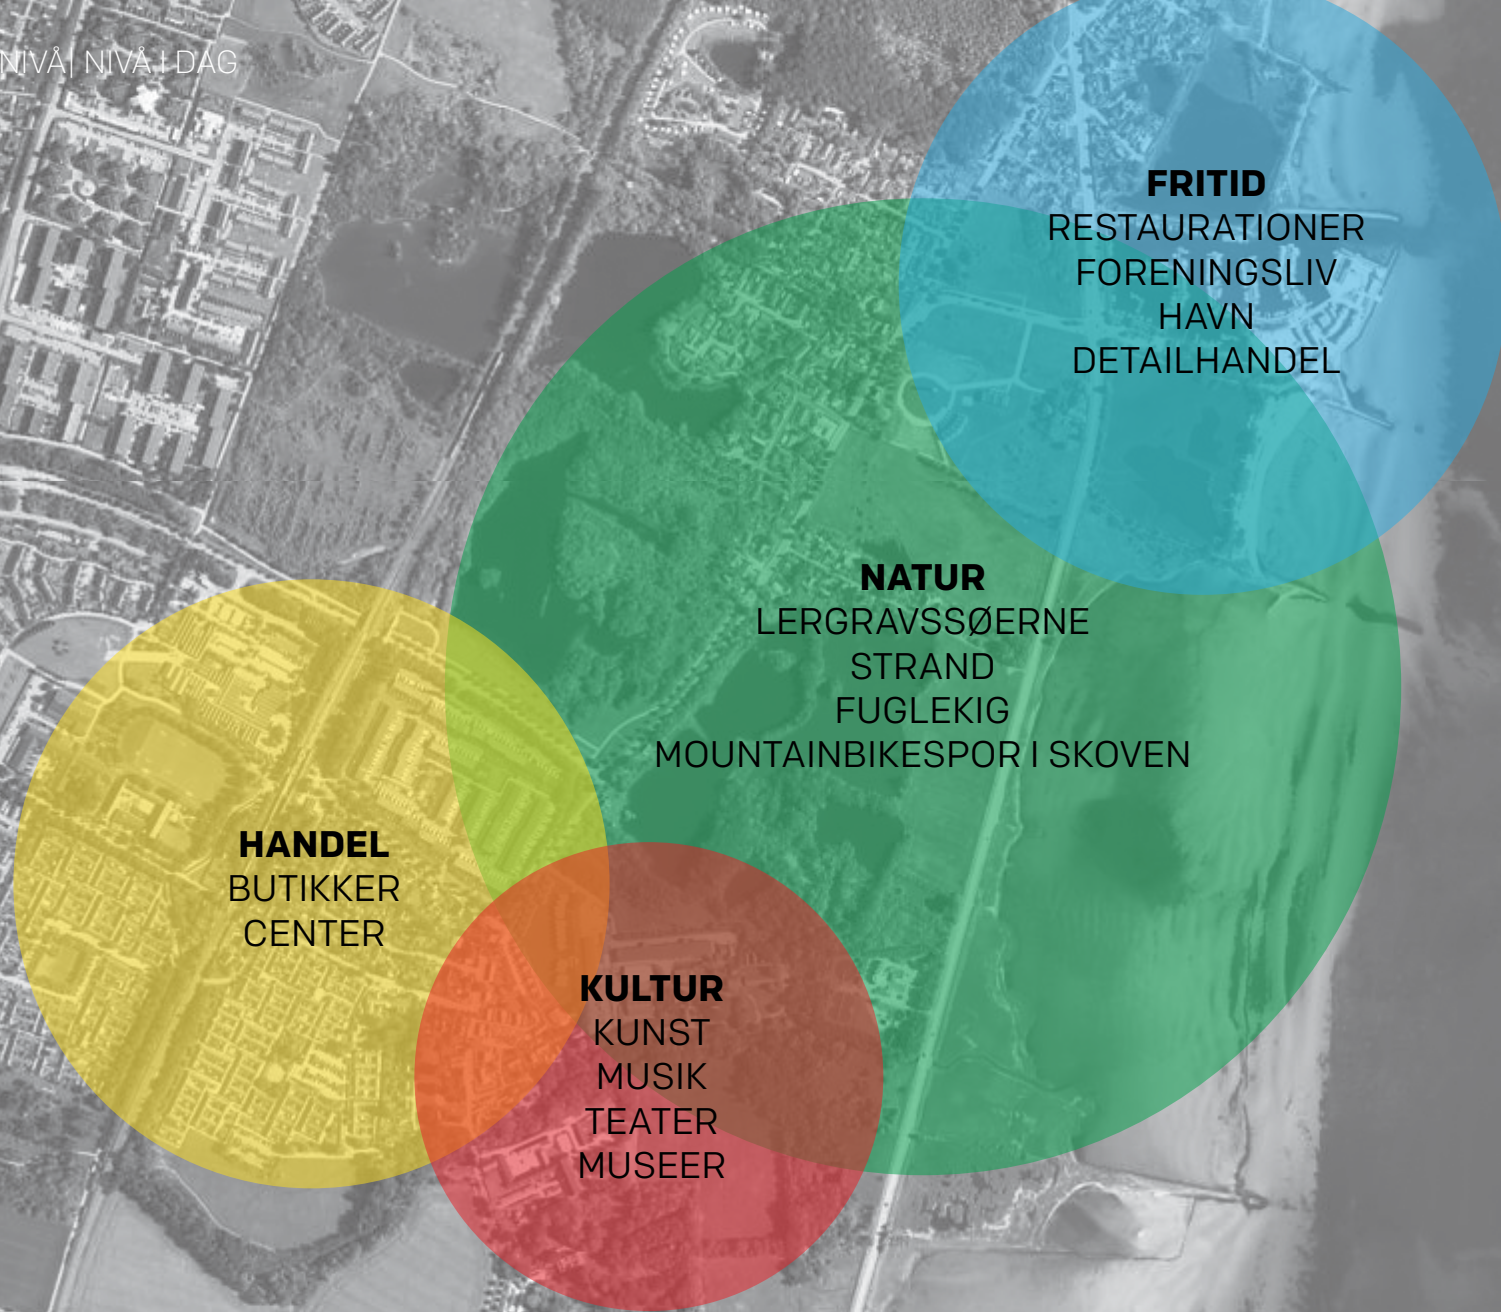 NIVÅ| NIVÅ I DAG
FRITID
RESTAURATIONER
FORENINGSLIV
HAVN
DETAILHANDEL
NATUR
LERGRAVSSØERNE
STRAND
FUGLEKIG
MOUNTAINBIKESPOR I SKOVEN
HANDEL
BUTIKKER
CENTER
KULTUR
KUNST
MUSIK
TEATER
MUSEER